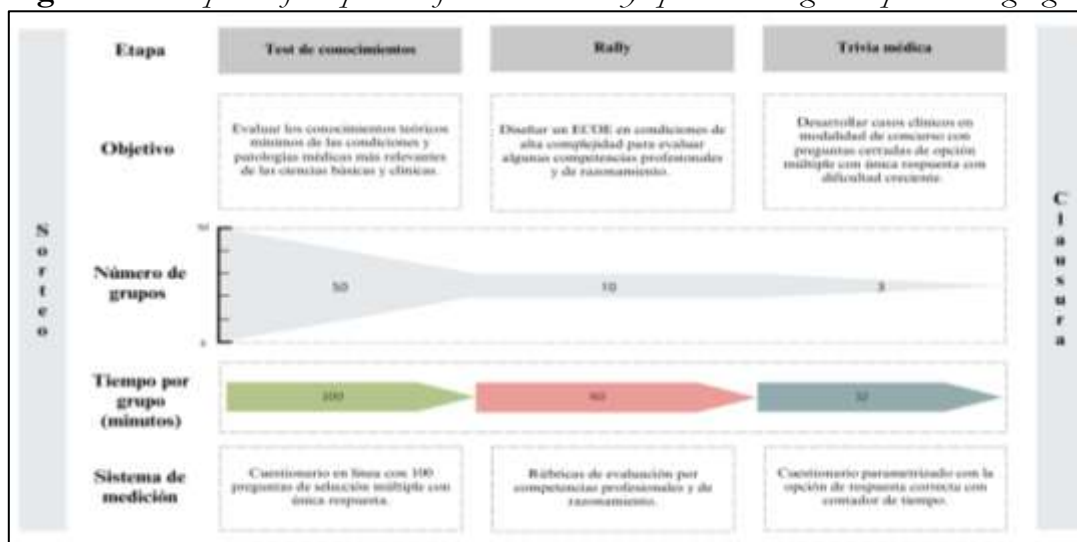 Etapa
Test de conocimientos
Rally
Trivia médica
Objetivo
Evaluar los conocimientos teóricos
mínimos de las condiciones y
patologías médicas más relevantes
de las ciencias básicas y clínicas.
Diseñar un ECOE en condiciones de
alta complejidad para evaluar
algunas competencias profesionales
y de razonamiento.
Desarrollar casos clínicos en
modalidad de concurso con
preguntas cerradas de opción
múltiple con única respuesta con
dificultad creciente.
Sorteo
Número de
grupos
50
10
3
Tiempo por
grupo
(minutos)
Sistema de
medición
Cuestionario en línea con 100
preguntas de selección múltiple con
única respuesta.
Rúbricas de evaluación por
competencias profesionales y de
razonamiento.
Cuestionario parametrizado con la
opción de respuesta correcta con
contador de tiempo.
Clausura